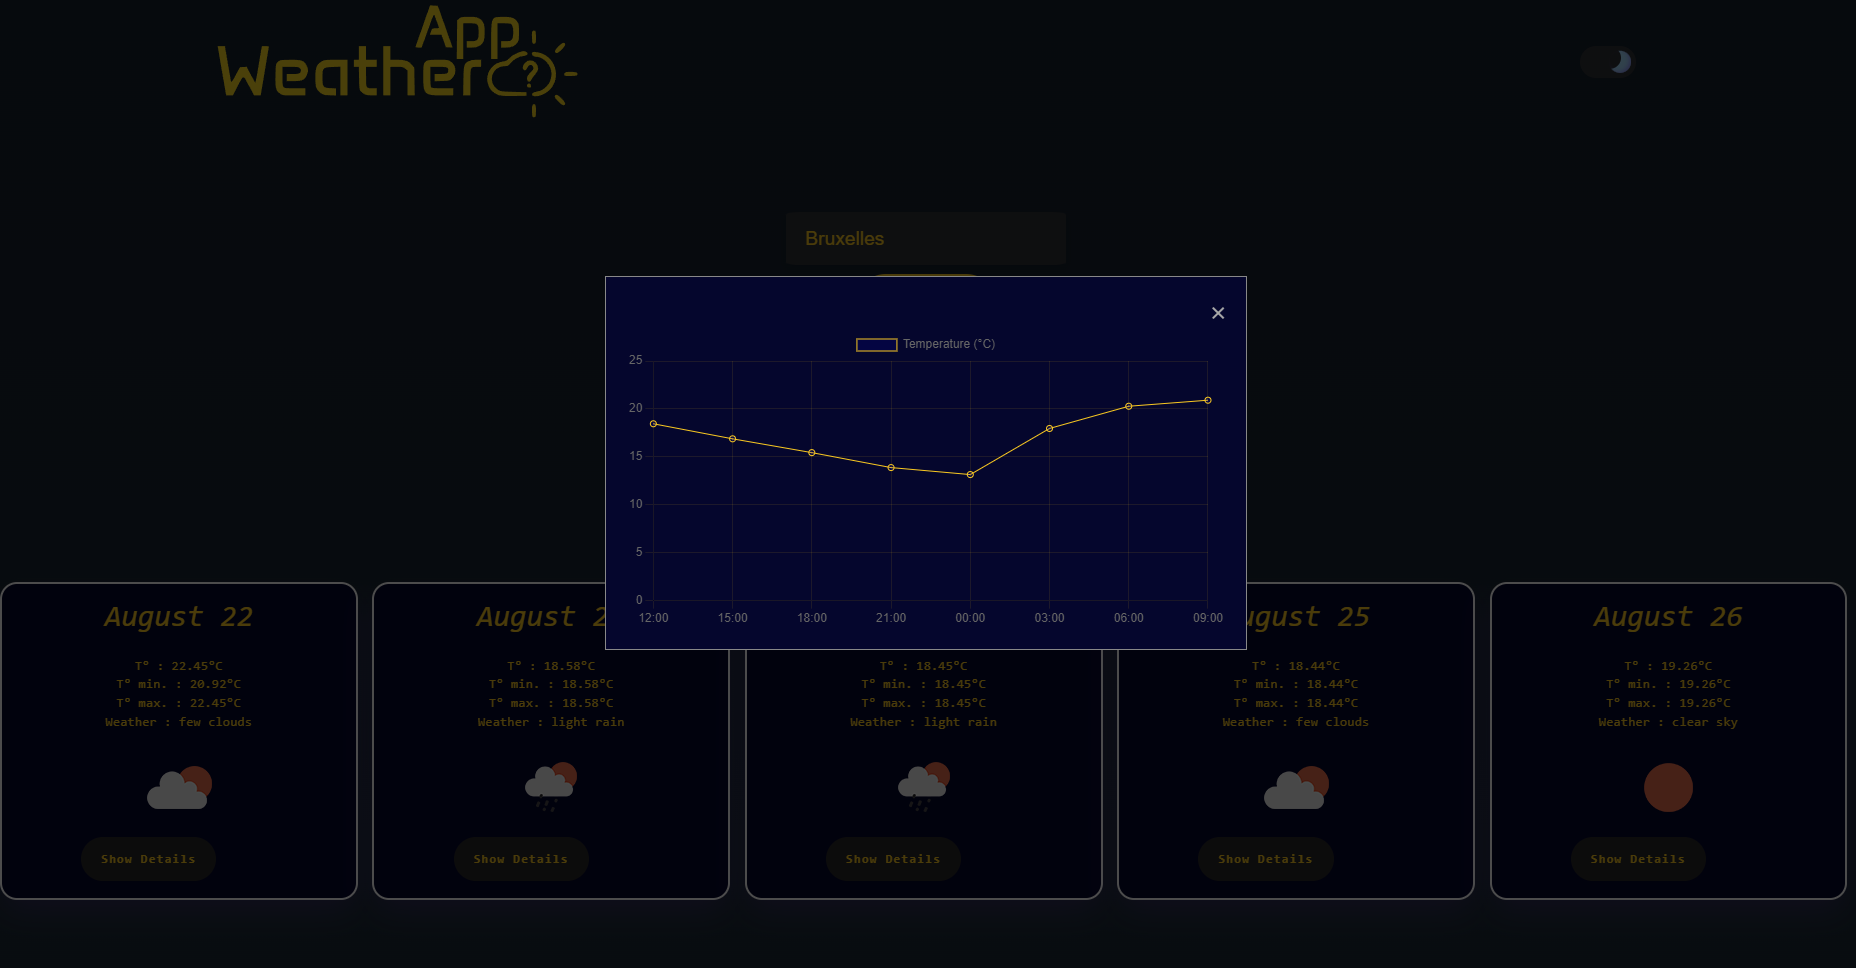 App
Weather
?
Bruxelles
Temperature (°C)
25
20
15
10
5
0
12:00 15:00 18:00 21:00 00:00 03:00 06:00 09:00
August 22
T° : 22.45°C
T° min. : 20.92°C
T° max. : 22.45°C
Weather : few clouds
Show Details
August 2
T° : 18.58°C
T° min. : 18.58°C
T° max. : 18.58°C
Weather : light rain
Show Details
T° : 18.45°C
T° min. : 18.45°C
T° max. : 18.45°C
Weather : light rain
Show Details
ugust 25
T° : 18.44°C
T° min. : 18.44°C
T° max. : 18.44°C
Weather : few clouds
Show Details
August 26
T° : 19.26°C
T° min. : 19.26°C
T° max. : 19.26°C
Weather : clear sky
Show Details